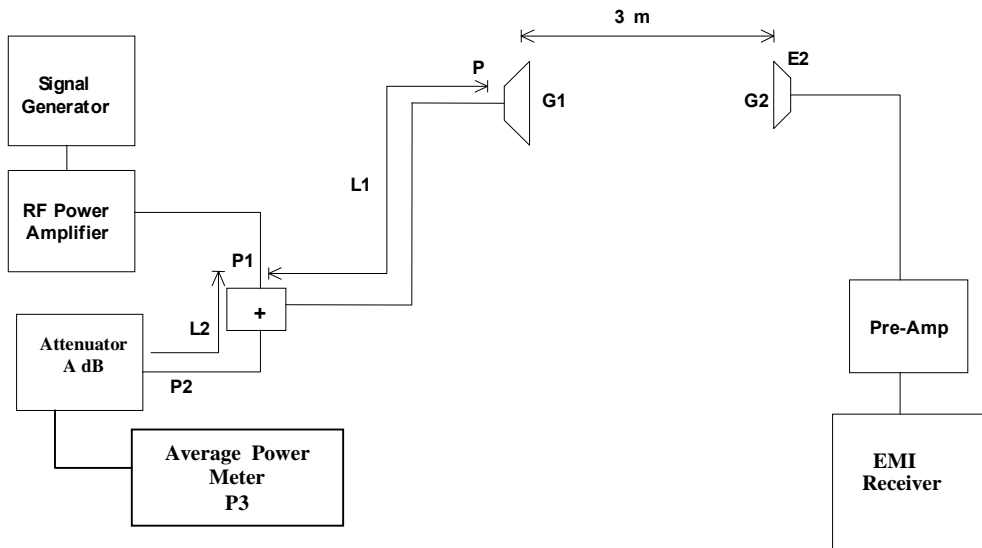 3 m
Signal
Generator
P
E2
G1
G2
L1
RF Power
Amplifier
P1
+
L2
Attenuator
A dB
P2
Pre-Amp
Average Power
Meter
P3
EMI
Receiver